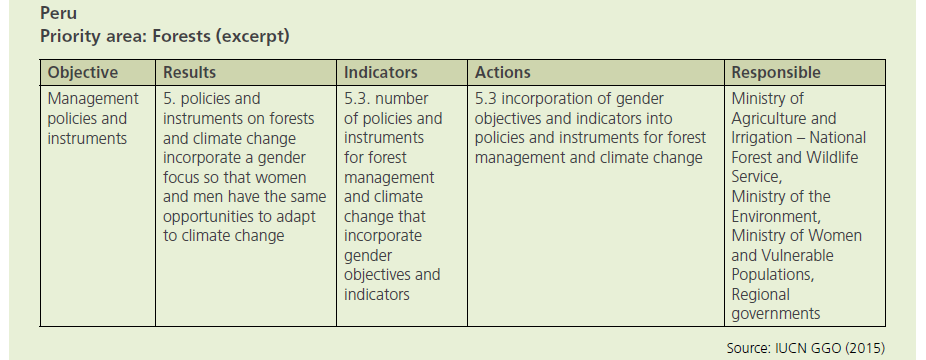 Peru
Priority area: Forests (excerpt)
Objective
Results
Indicators
Actions
Responsible
Management
policies and
instruments
5. policies and
instruments on forests
and climate change
incorporate a gender
focus so that women
and men have the same
opportunities to adapt
to climate change
5.3. number
of policies and
instruments
for forest
management
and climate
change that
incorporate
gender
objectives and
indicators
5.3 incorporation of gender
objectives and indicators into
policies and instruments for forest
management and climate change
Ministry of
Agriculture and
Irrigation – National
Forest and Wildlife
Service,
Ministry of the
Environment,
Ministry of Women
and Vulnerable
Populations,
Regional
governments
Source: IUCN GGO (2015)